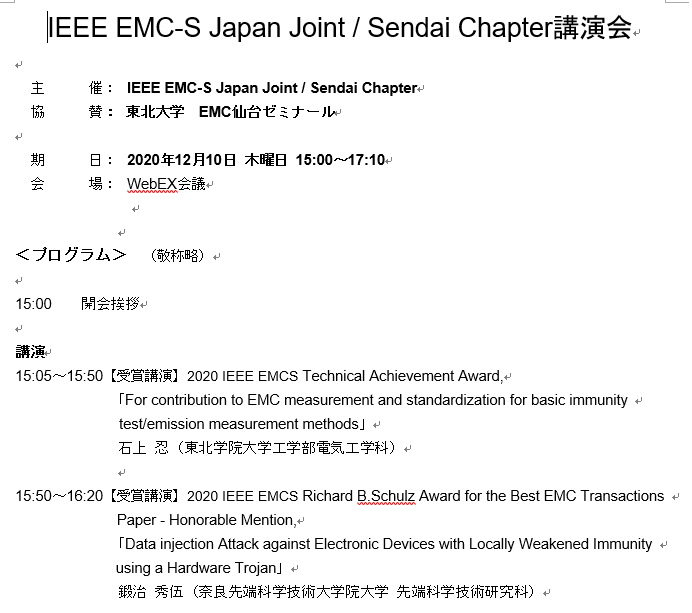 IEEE EMC-S Japan Joint / Sendai Chapter講演会
主　　　催： IEEE EMC-S Japan Joint / Sendai Chapter
協　　　賛： 東北大学　EMC仙台ゼミナール
期　　　日： 2020年12月10日 木曜日 15:00～17:10
会　　　場： WebEX会議
＜プログラム＞　（敬称略）
15:00　　開会挨拶
講演
15:05～15:50【受賞講演】2020 IEEE EMCS Technical Achievement Award,
「For contribution to EMC measurement and standardization for basic immunity
test/emission measurement methods」
石上 忍（東北学院大学工学部電気工学科）
15:50～16:20【受賞講演】2020 IEEE EMCS Richard B.Schulz Award for the Best EMC Transactions
Paper - Honorable Mention,
「Data injection Attack against Electronic Devices with Locally Weakened Immunity
using a Hardware Trojan」
鍛治 秀伍（奈良先端科学技術大学院大学 先端科学技術研究科）